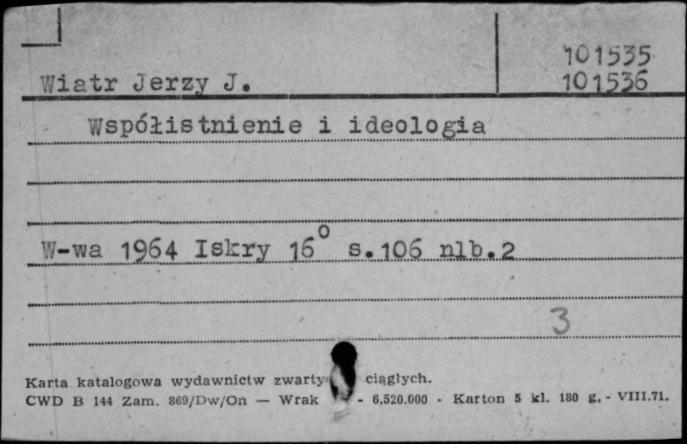 101535
Wiatr Jerzy J. 101536
Współistnienie i ideologia
W-wa 1964 Iskry 16° s.106 nlb.2
3
Karta katalogowa wydawnictw ciągłych.
CWD B 144 Zam. 869/Dw/On — Wrak - 6.520.000 - Karton 5 kl. 180 g. - VIII.71.